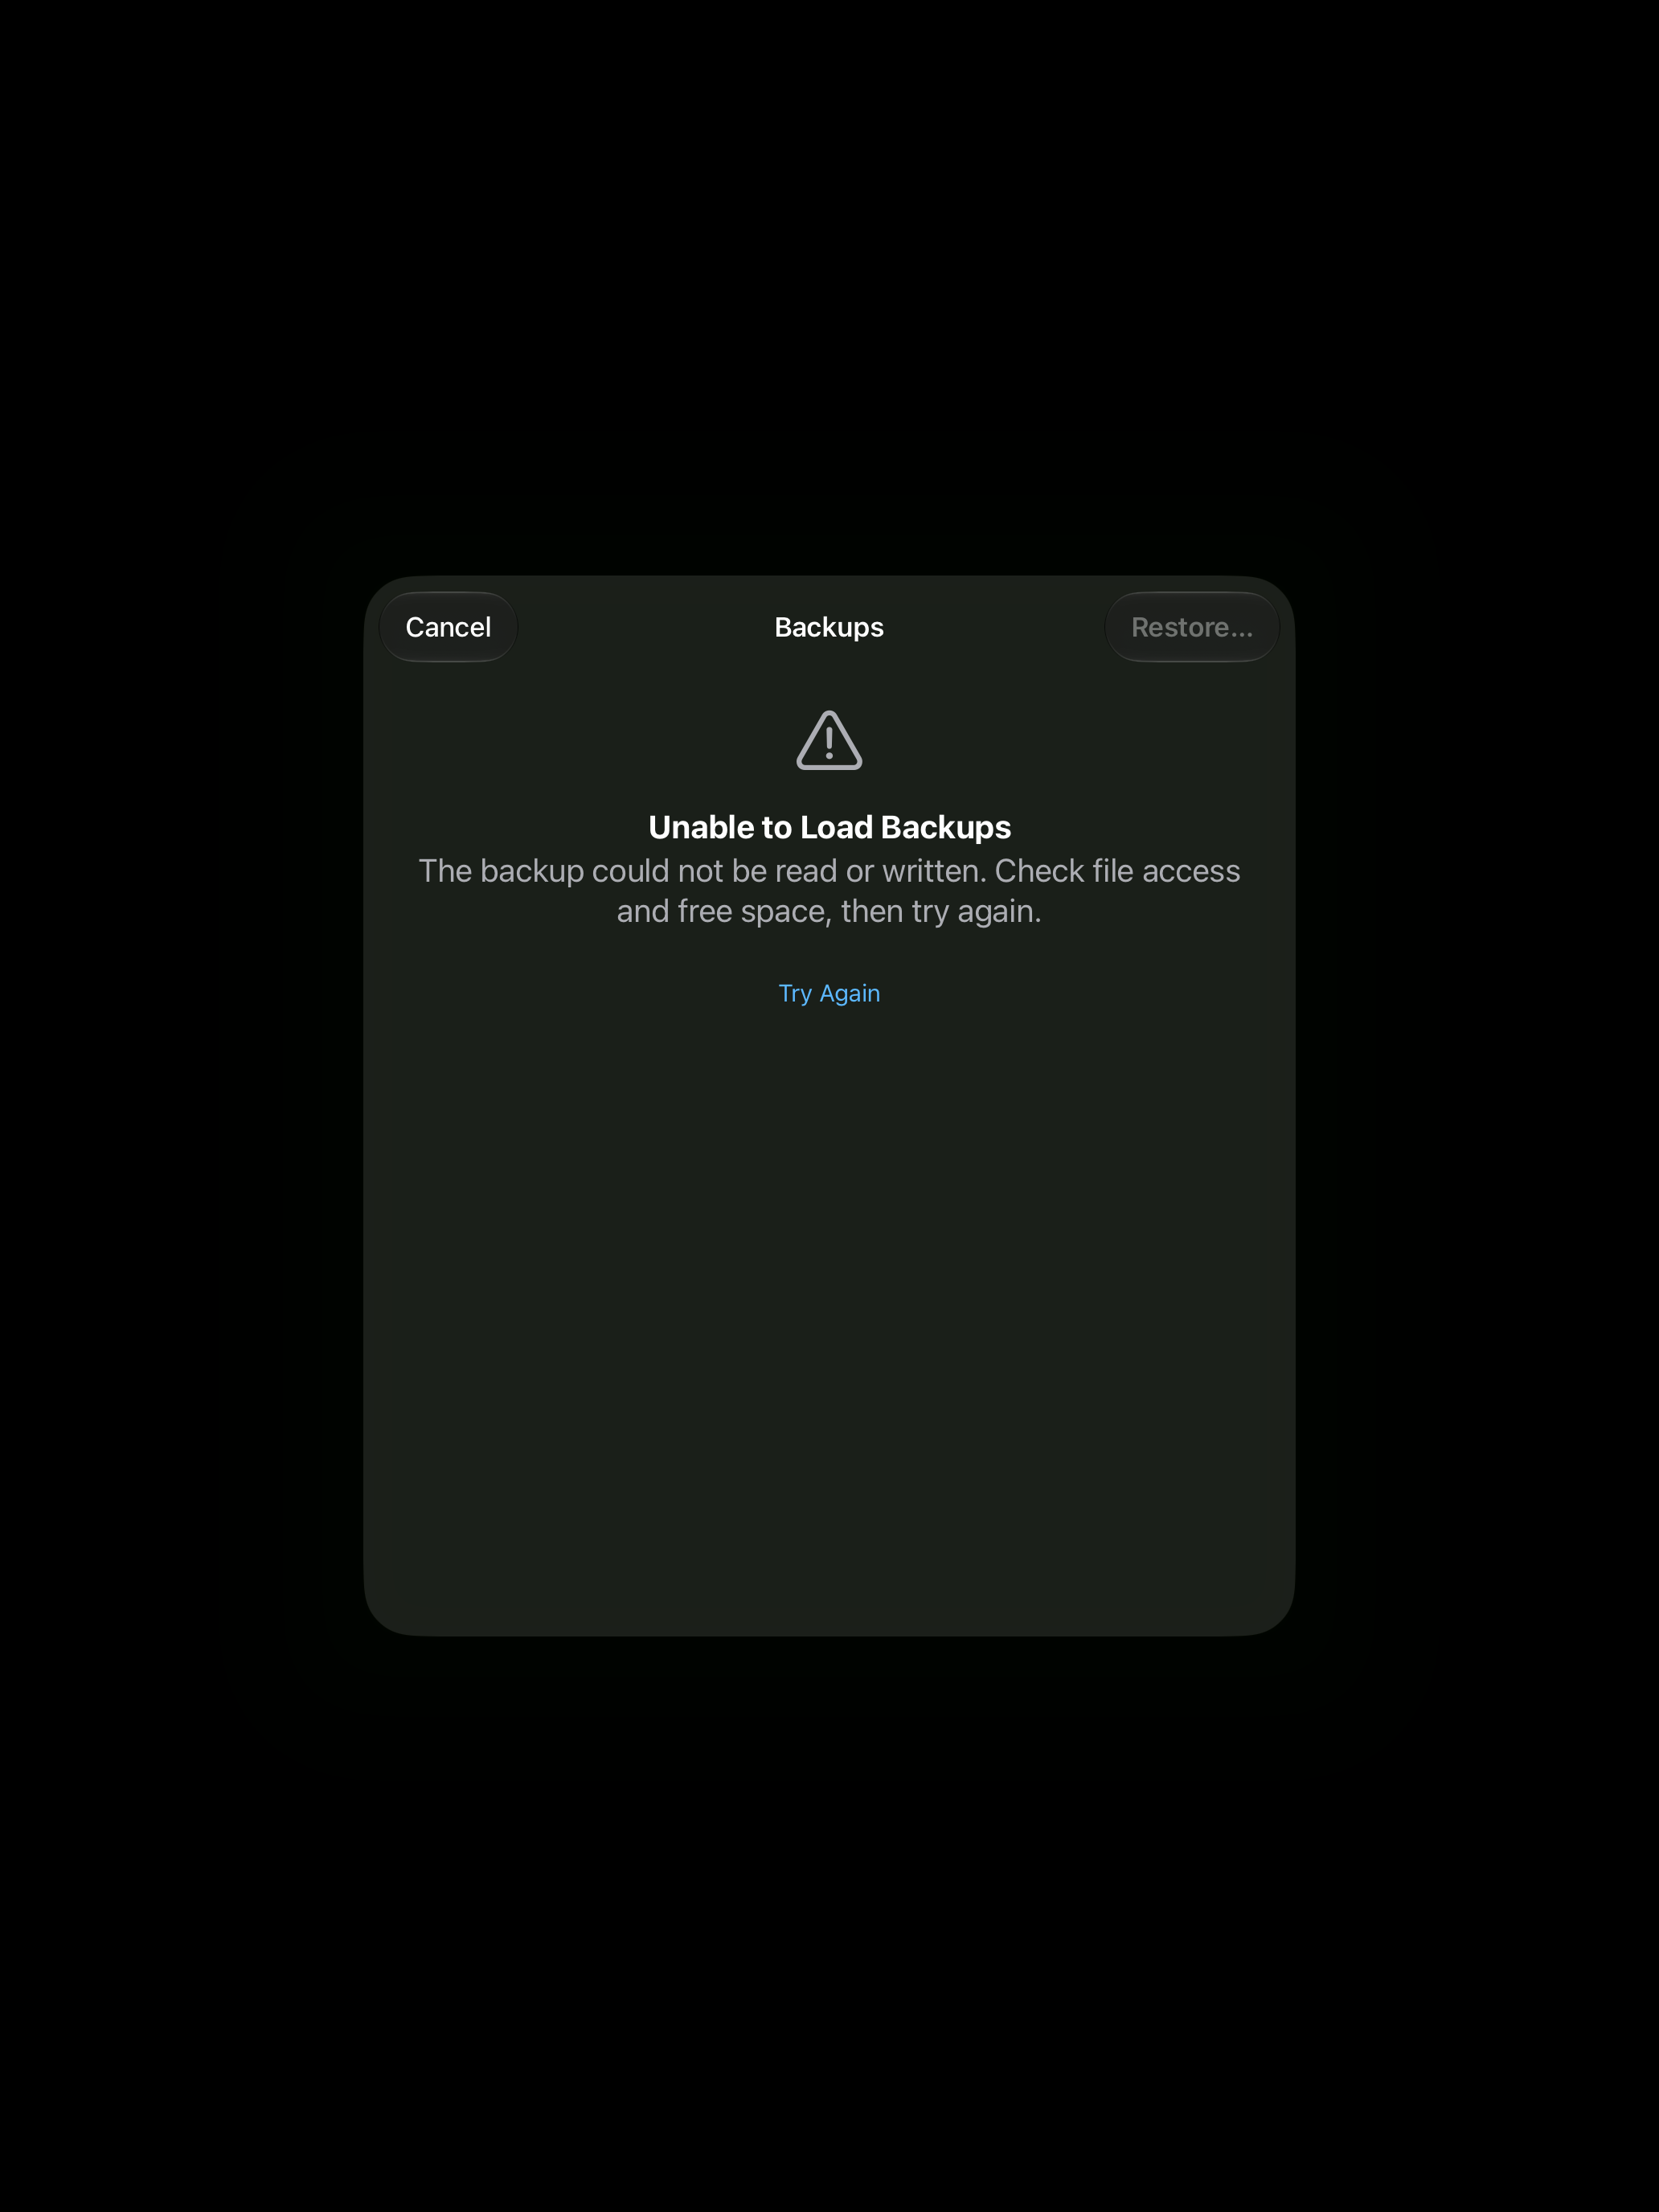 Cancel
Backups
Restore...
Unable to Load Backups
The backup could not be read or written. Check file access
and free space, then try again.
Try Again